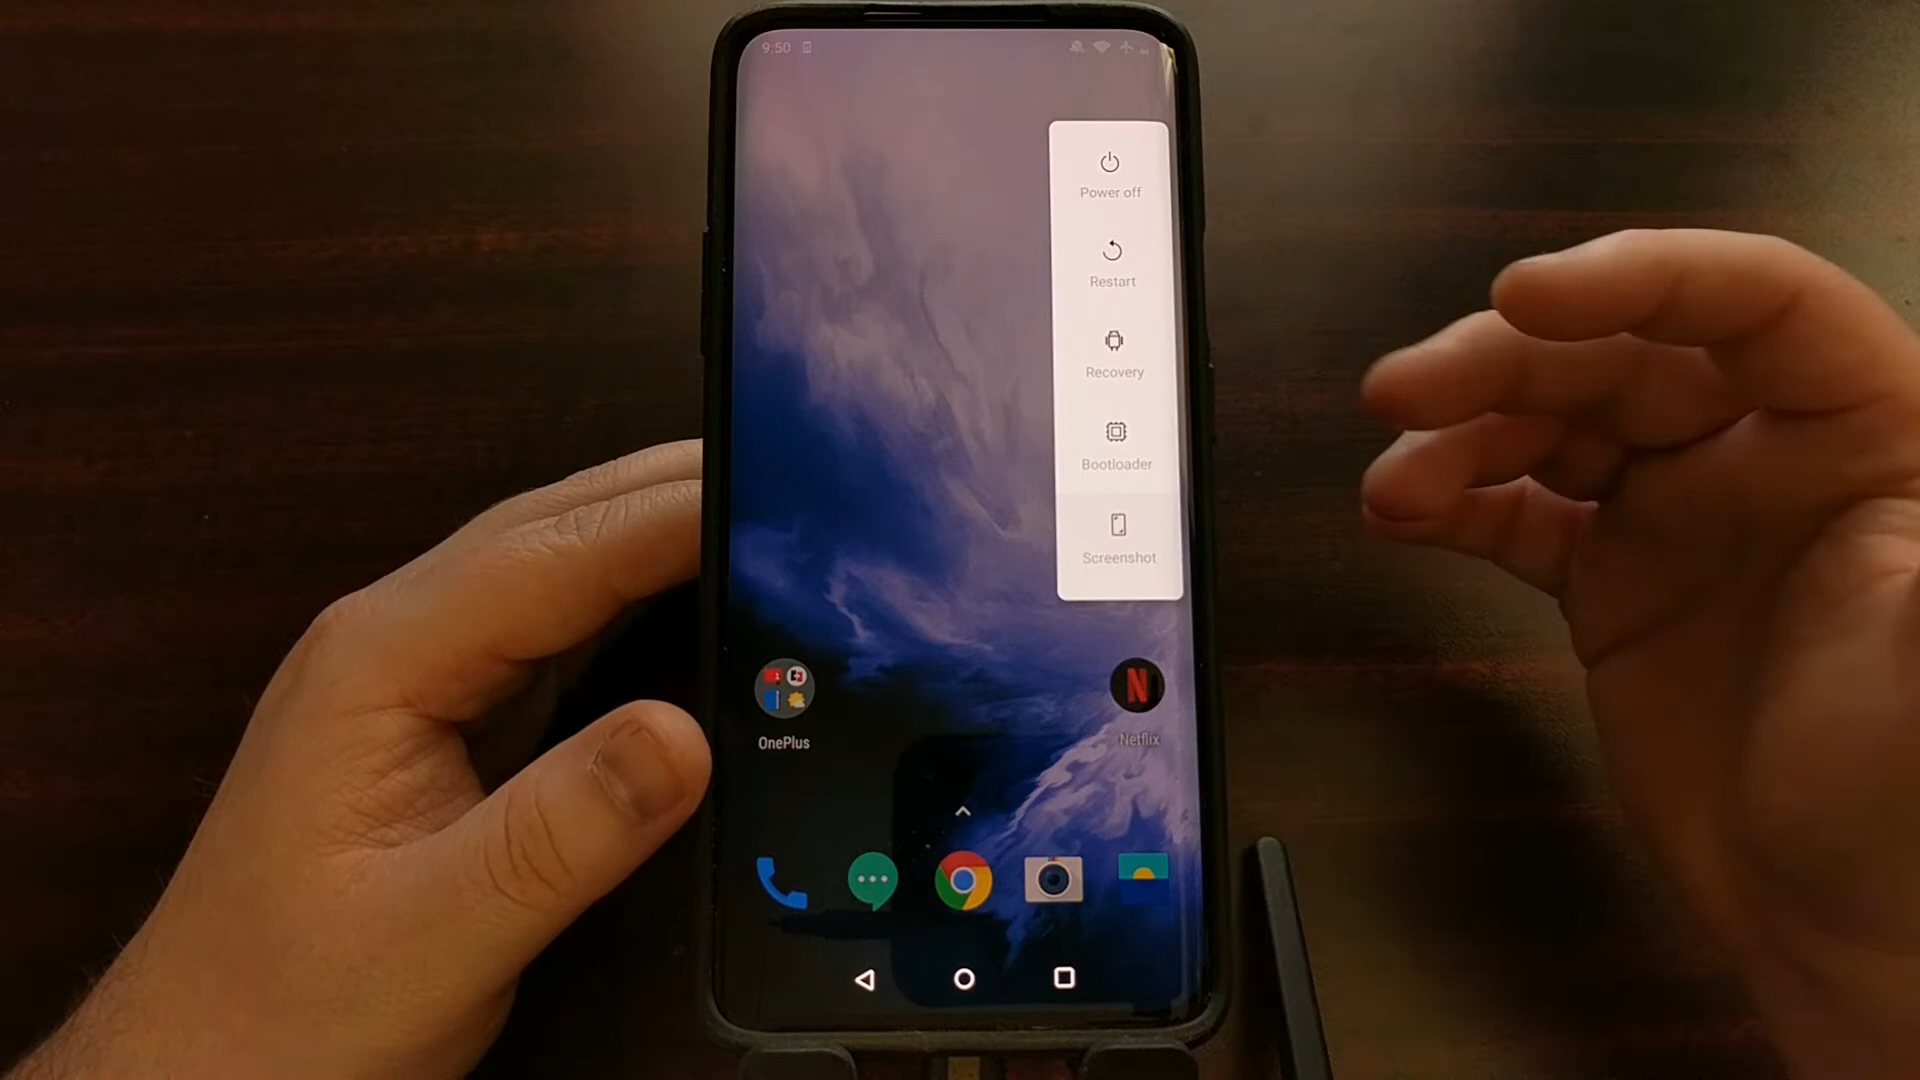 9:50
Power off
Restart
Recovery
Bootloader
Screenshot
OnePlus
Netflix